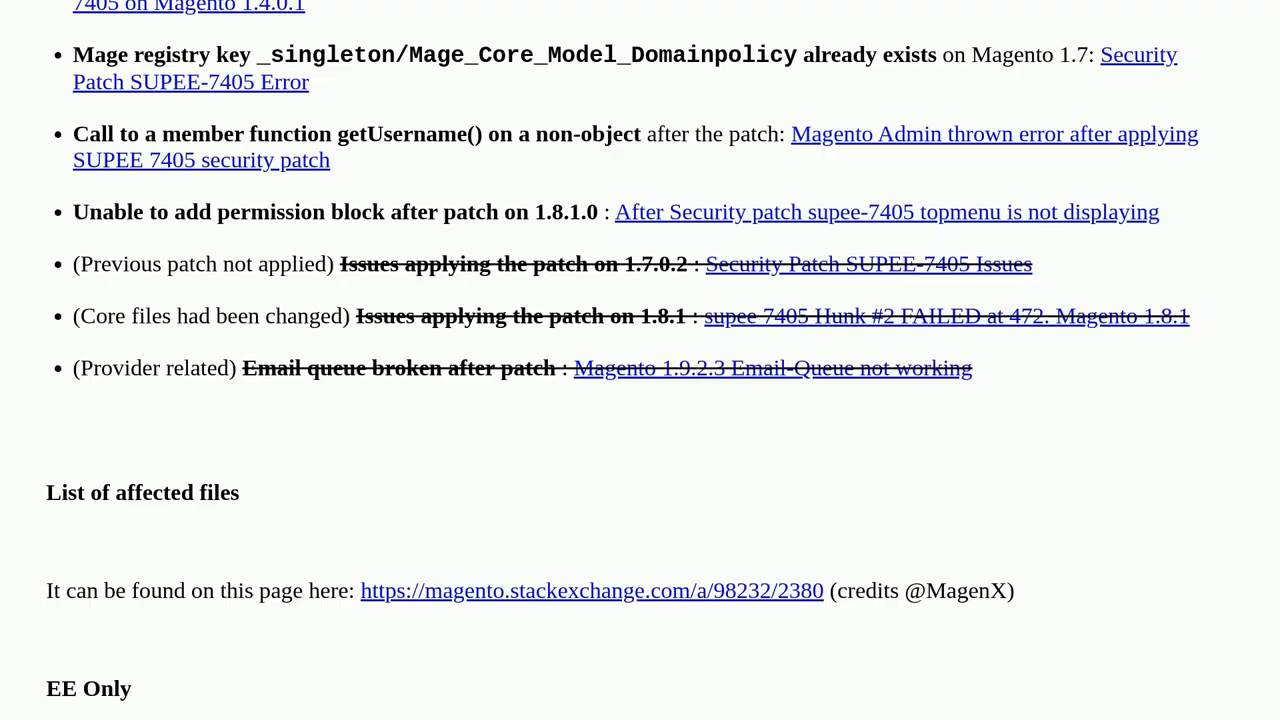 7405 on Magento 1.4.0.1
• Mage registry key _singleton/Mage_Core_Model_Domainpolicy already exists on Magento 1.7: Security
Patch SUPEE-7405 Error
• Call to a member function getUsername() on a non-object after the patch: Magento Admin thrown error after applying
SUPEE 7405 security patch
• Unable to add permission block after patch on 1.8.1.0 : After Security patch supee-7405 topmenu is not displaying
• (Previous patch not applied) Issues applying the patch on 1.7.0.2 : Security Patch SUPEE-7405 Issues
• (Core files had been changed) Issues applying the patch on 1.8.1 : supee 7405 Hunk #2 FAILED at 472. Magento 1.8.1
• (Provider related) Email queue broken after patch : Magento 1.9.2.3 Email-Queue not working
List of affected files
It can be found on this page here: https://magento.stackexchange.com/a/98232/2380 (credits @MagenX)
EE Only